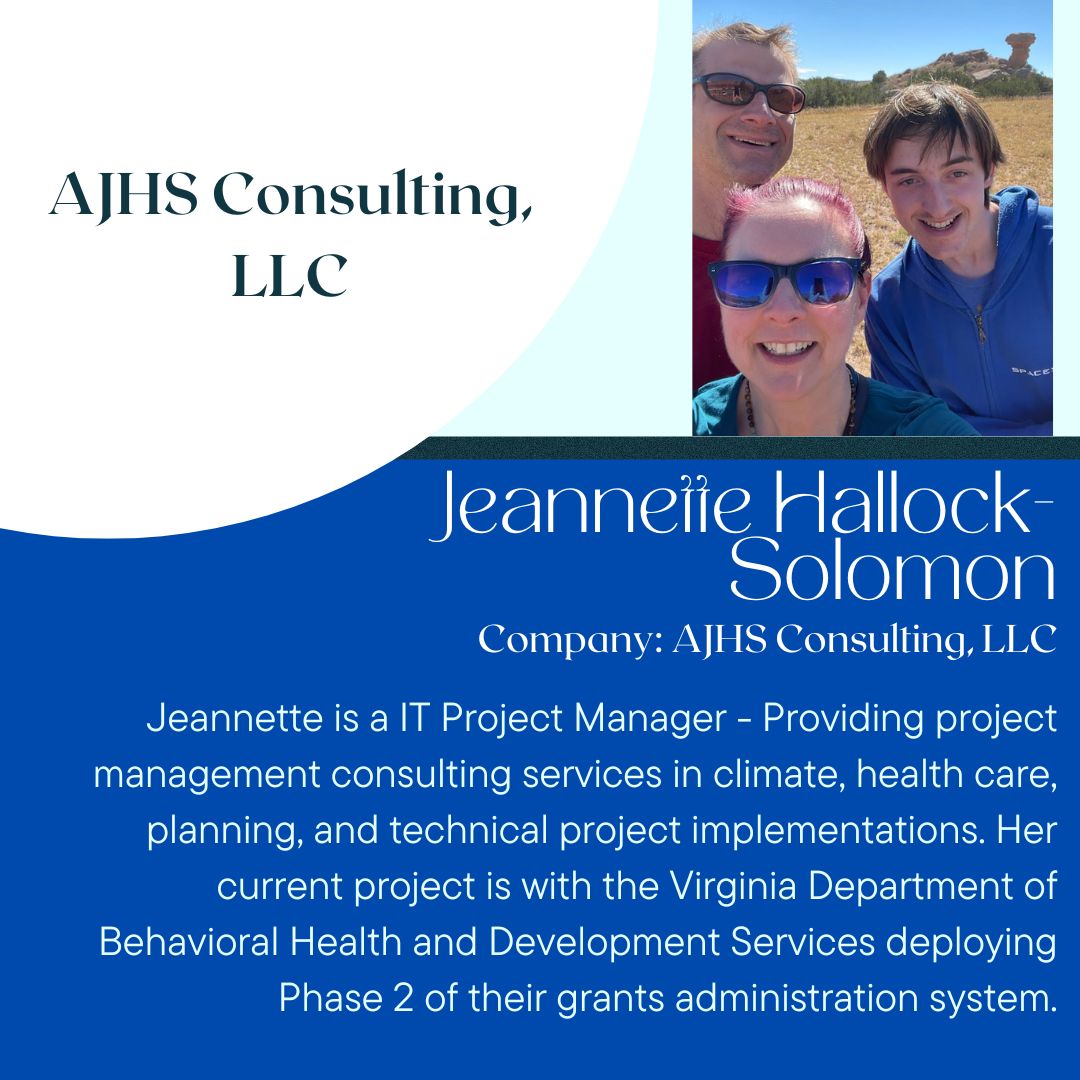 AJHS Consulting,
LLC
SPACE
Jeannette Hallock-
Solomon
Company: AJHS Consulting, LLC
Jeannette is a IT Project Manager - Providing project
management consulting services in climate, health care,
planning, and technical project implementations. Her
current project is with the Virginia Department of
Behavioral Health and Development Services deploying
Phase 2 of their grants administration system.